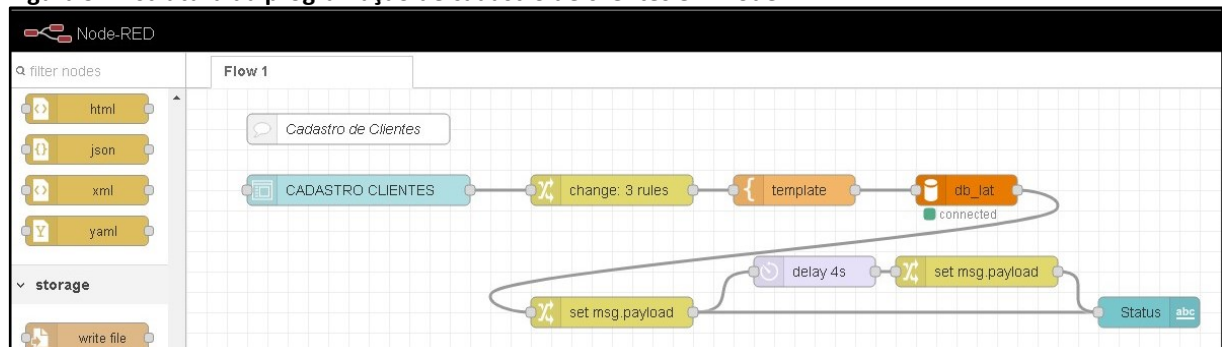 Node-RED
filter nodes
Flow 1
html
json
xml
yaml
storage
write file
Cadastro de Clientes
CADASTRO CLIENTES
change: 3 rules
template
db_lat
connected
delay 4s
set msg.payload
set msg.payload
Status abc